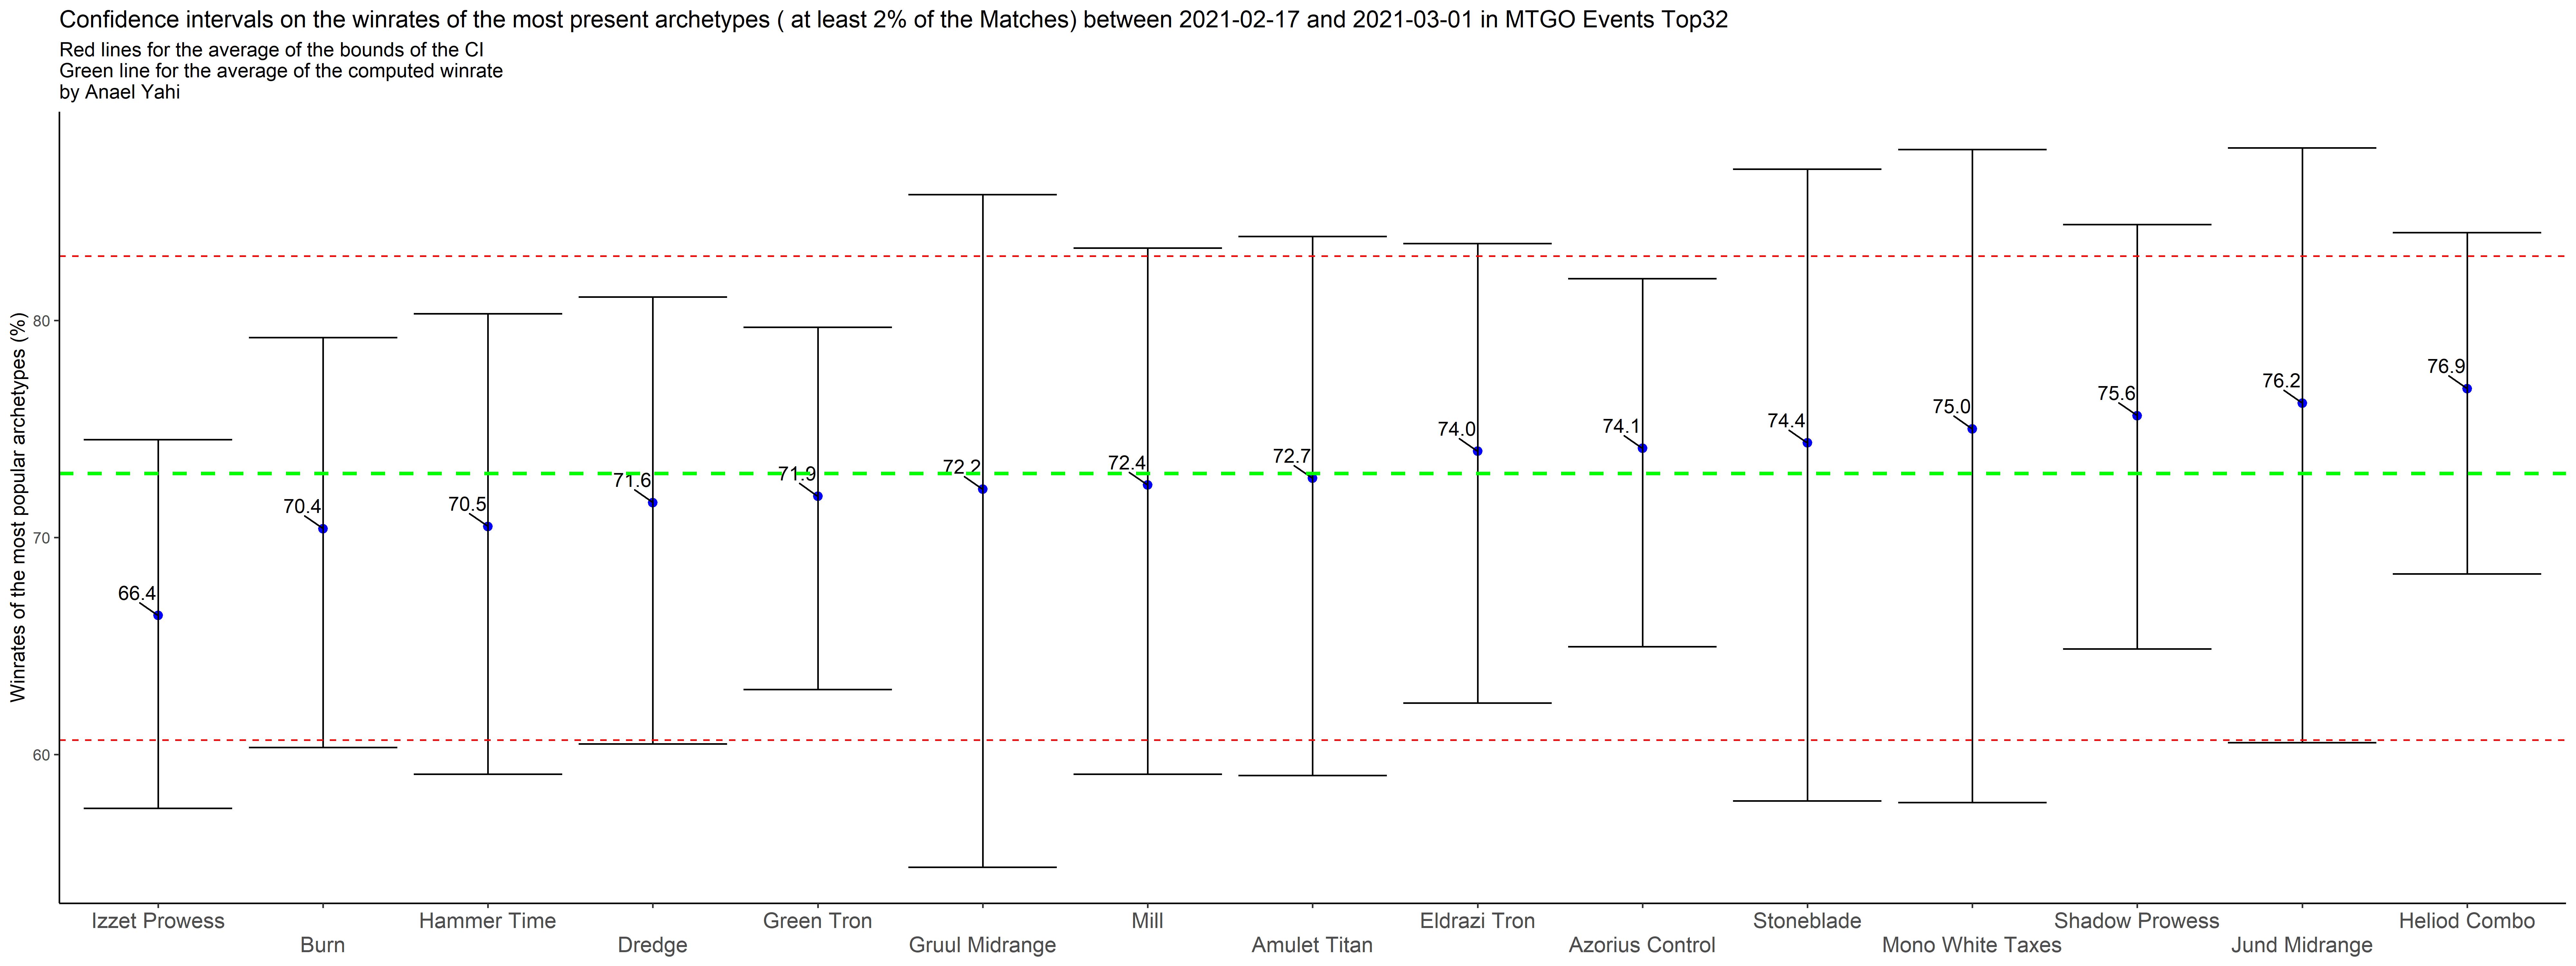 Confidence intervals on the winrates of the most present archetypes ( at least 2% of the Matches) between 2021-02-17 and 2021-03-01 in MTGO Events Top32
Red lines for the average of the bounds of the CI
Green line for the average of the computed winrate
by Anael Yahi
Winrates of the most popular archetypes (%)
80
70
60
66.4
70.4
70.5
71.6
71.9
72.2
72.4
72.7
74.0
74.1
74.4
75.0
75.6
76.2
76.9
Izzet Prowess
Burn
Hammer Time
Dredge
Green Tron
Gruul Midrange
Mill
Amulet Titan
Eldrazi Tron
Azorius Control
Stoneblade
Mono White Taxes
Shadow Prowess
Jund Midrange
Heliod Combo